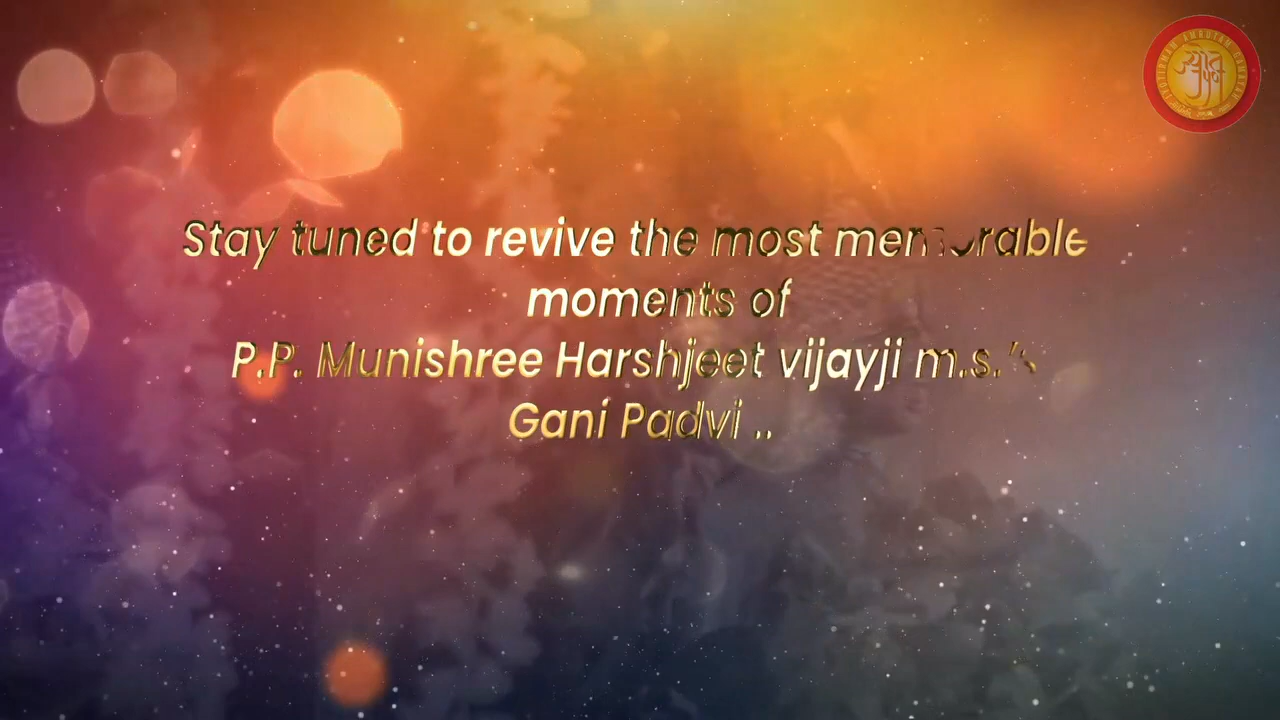 Stay tuned to revive the most memorable
moments of
P.P. Munishree Harshjeet vijayji m.s.'s
Gani Padvi ..